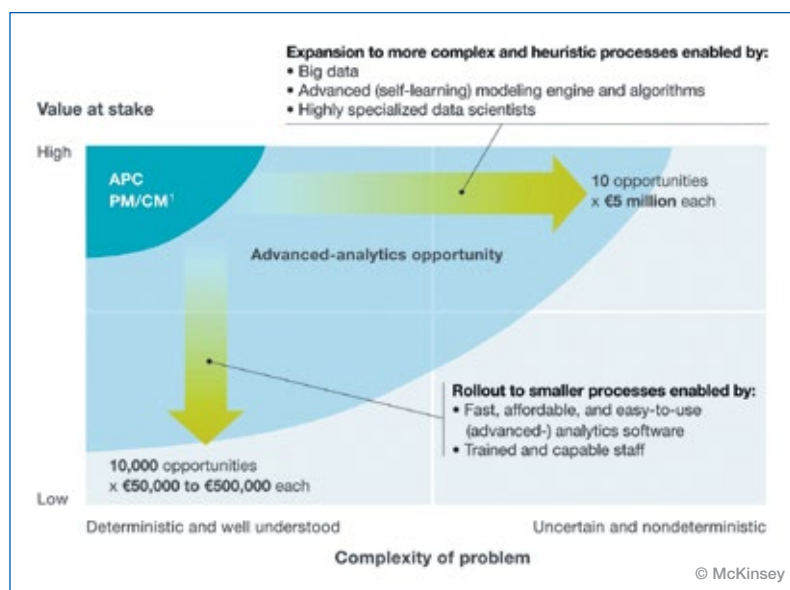 Expansion to more complex and heuristic processes enabled by:
• Big data
• Advanced (self-learning) modeling engine and algorithms
• Highly specialized data scientists
Value at stake
High
APC
PM/CM¹
10 opportunities
x €5 million each
Advanced-analytics opportunity
Rollout to smaller processes enabled by:
• Fast, affordable, and easy-to-use
(advanced-) analytics software
• Trained and capable staff
10,000 opportunities
x €50,000 to €500,000 each
Low
Deterministic and well understood
Uncertain and nondeterministic
Complexity of problem
© McKinsey